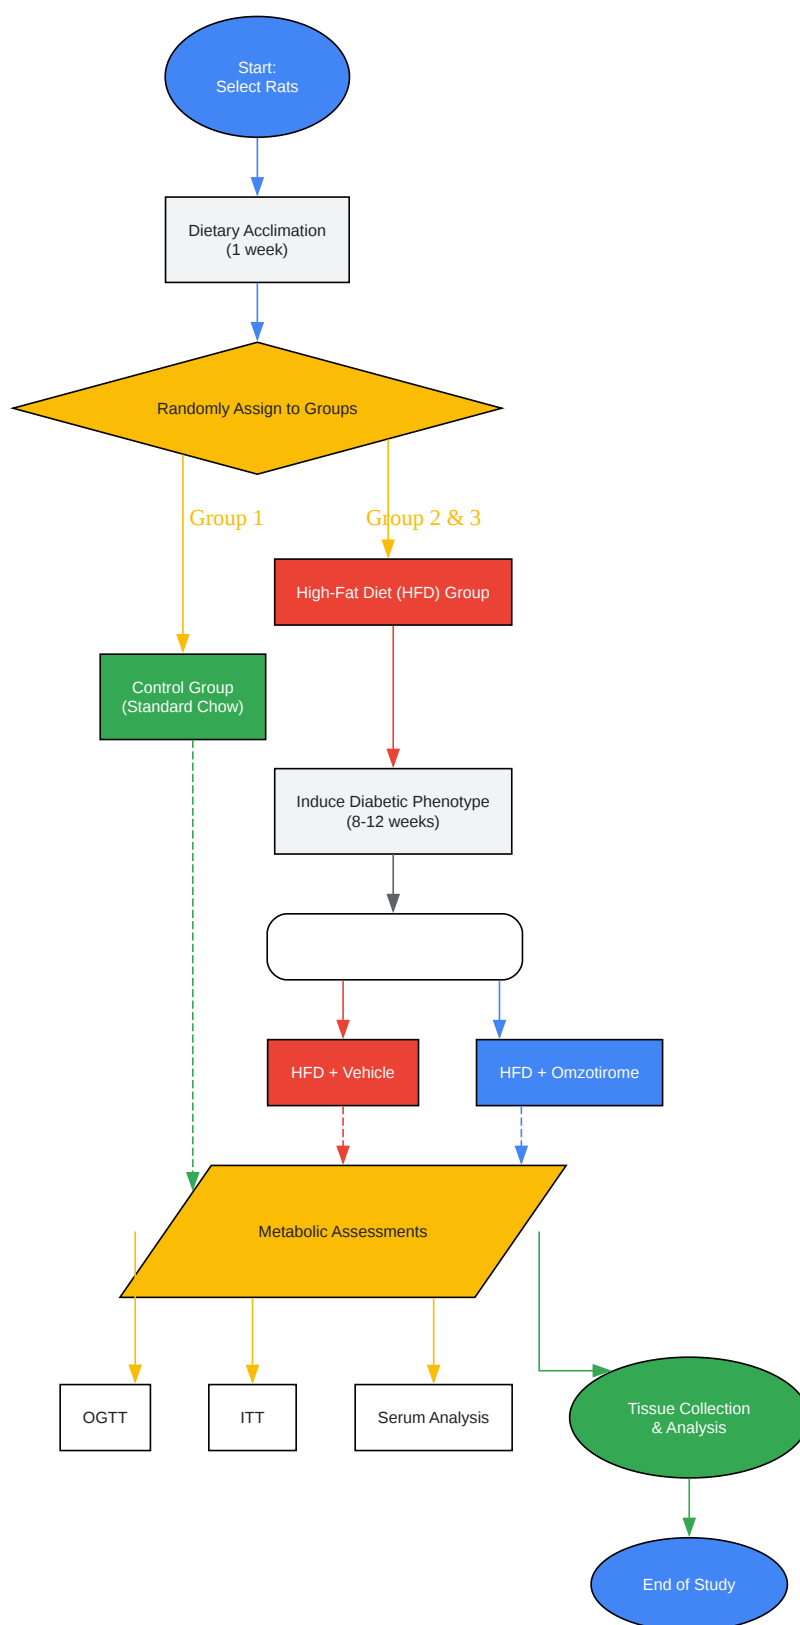 Start:
Select Rats
Dietary Acclimation
(1 week)
Randomly Assign to Groups
Group 1
Group 2 & 3
High-Fat Diet (HFD) Group
Control Group
(Standard Chow)
Induce Diabetic Phenotype
(8-12 weeks)
HFD + Vehicle
HFD + Omzotirome
Metabolic Assessments
OGTT
ITT
Serum Analysis
Tissue Collection
& Analysis
End of Study